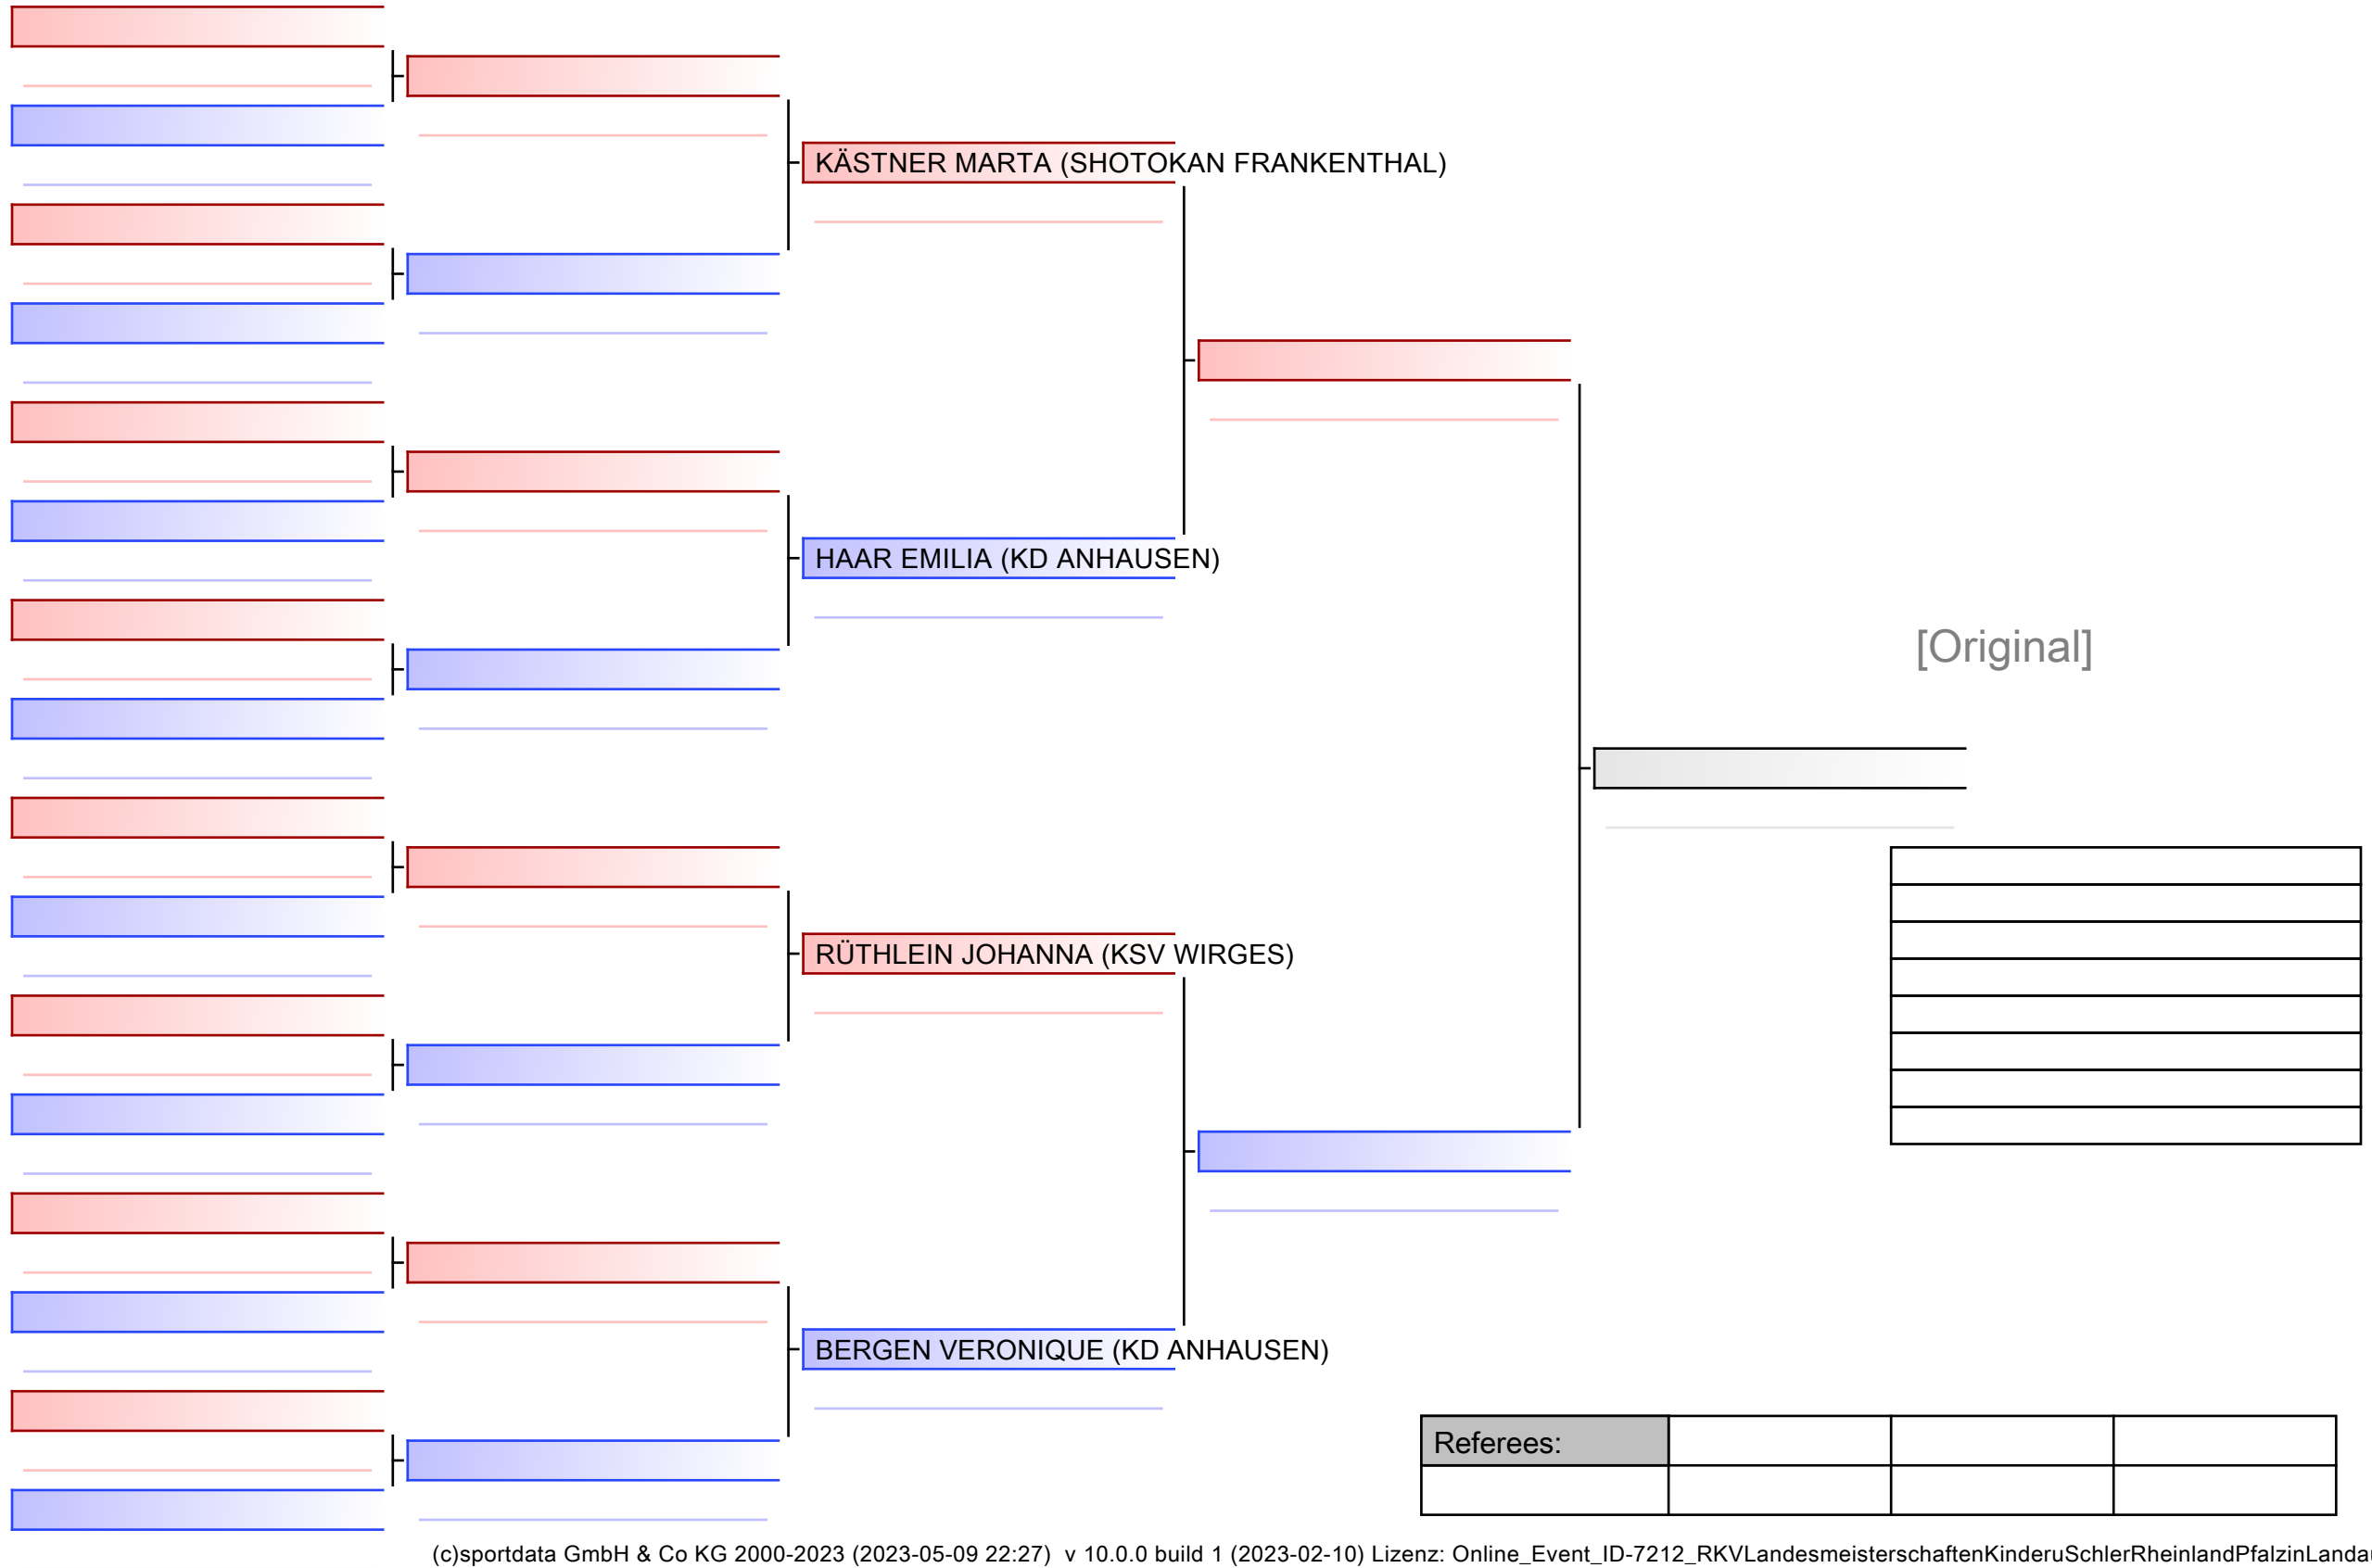 KÄSTNER MARTA (SHOTOKAN FRANKENTHAL)
HAAR EMILIA (KD ANHAUSEN)
[Original]
RÜTHLEIN JOHANNA (KSV WIRGES)
BERGEN VERONIQUE (KD ANHAUSEN)
Referees:
(c)sportdata GmbH & Co KG 2000-2023 (2023-05-09 22:27) v 10.0.0 build 1 (2023-02-10) Lizenz: Online_Event_ID-7212_RKVLandesmeisterschaftenKinderuSchlerRheinlandPfalzinLanda